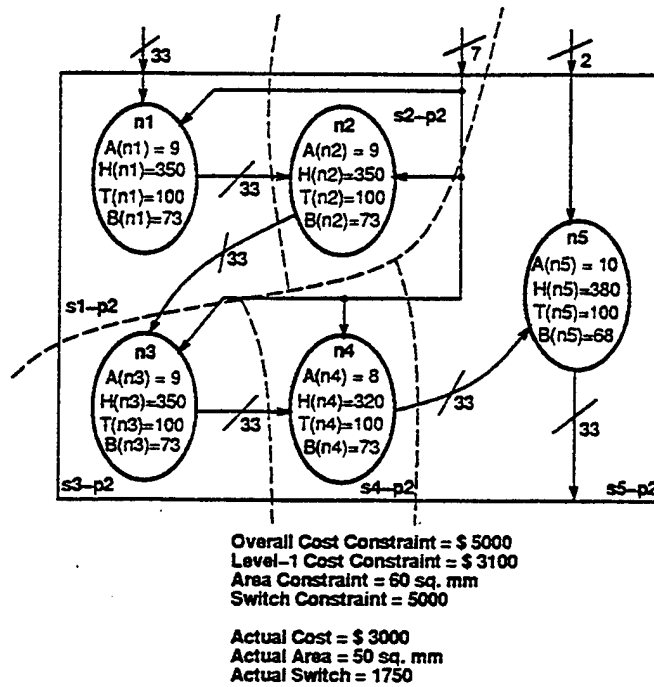 33
7
2
n1
A(n1) = 9
H(n1)=350
T(n1)=100
B(n1)=73
33
s2-p2
n2
A(n2) = 9
H(n2)=350
T(n2)=100
B(n2)=73
33
33
n5
A(n5) = 10
H(n5)=380
T(n5)=100
B(n5)=68
s1-p2
n3
A(n3) = 9
H(n3)=350
T(n3)=100
B(n3)=73
33
n4
A(n4) = 8
H(n4)=320
T(n4)=100
B(n4)=73
33
33
s3-p2
s4-p2
s5-p2
Overall Cost Constraint = $ 5000
Level-1 Cost Constraint = $ 3100
Area Constraint = 60 sq. mm
Switch Constraint = 5000
Actual Cost = $ 3000
Actual Area = 50 sq. mm
Actual Switch = 1750